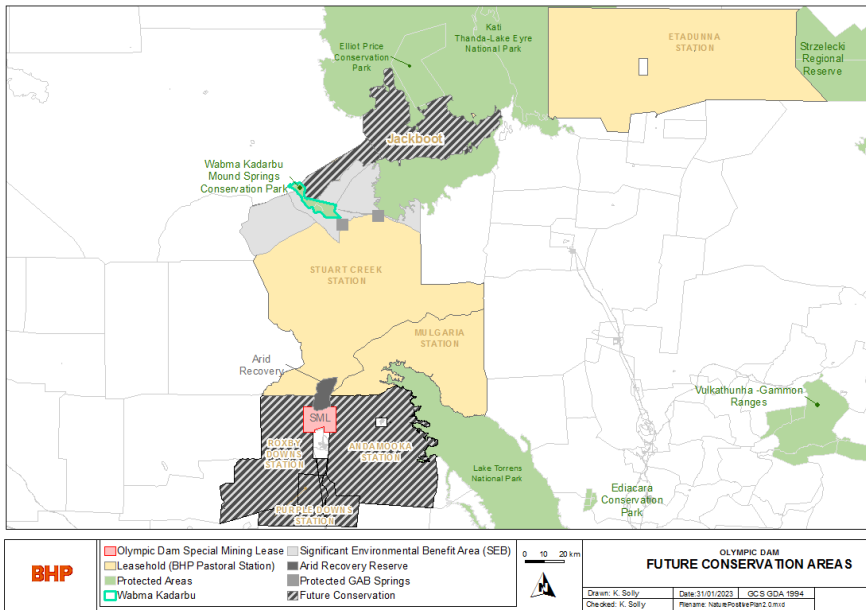 Elliot Price
Conservation
Park
Kati
Thanda-Lake Eyre
National Park
ETADUNNA
STATION
Strzelecki
Regional
Reserve
Jackboot
Wabma Kadarbu
Mound Springs
Conservation Park
STUART CREEK
STATION
MULGARIA
STATION
Arid
Recovery
SML
Vulkathunha -Gammon
Ranges
ROXBY
DOWNS
STATION
ANDAMOOKA
STATION
PURPLE DOWNS
STATION
Lake Torrens
National Park
Ediacara
Conservation
Park
BHP
Olympic Dam Special Mining Lease
Leasehold (BHP Pastoral Station)
Protected Areas
Wabma Kadarbu
Significant Environmental Benefit Area (SEB)
Arid Recovery Reserve
Protected GAB Springs
Future Conservation
0 10 20 km
N
OLYMPIC DAM
FUTURE CONSERVATION AREAS
Drawn: K. Solly
Date:31/01/2023
GCS GDA 1994
Checked: K. Solly
Filename: NaturePositivePlan2.0.mxd